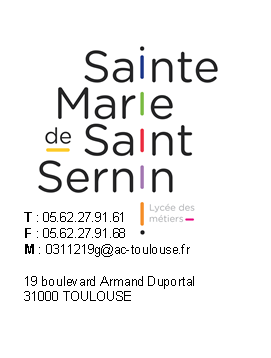 Sainte
Marie
de Saint
Sernin
Lycée des
métiers
T : 05.62.27.91.61
F : 05.62.27.91.68
M : 0311219g@ac-toulouse.fr
19 boulevard Armand Duportal
31000 TOULOUSE